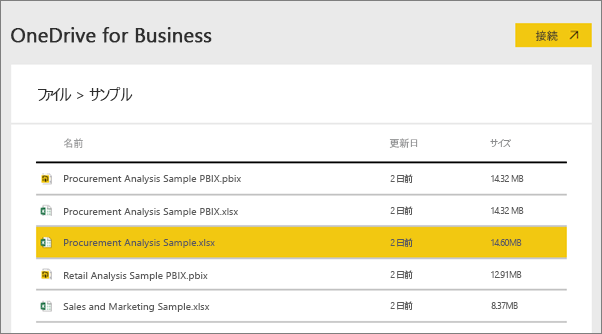 OneDrive for Business 接続
ファイル > サンプル
名前 更新日 サイズ
Procurement Analysis Sample PBIX.pbix 2 日前 14.32 MB
Procurement Analysis Sample PBIX.xlsx 2 日前 14.32 MB
Procurement Analysis Sample.xlsx 2 日前 14.60MB
Retail Analysis Sample PBIX.pbix 2 日前 12.91MB
Sales and Marketing Sample.xlsx 2 日前 8.37MB